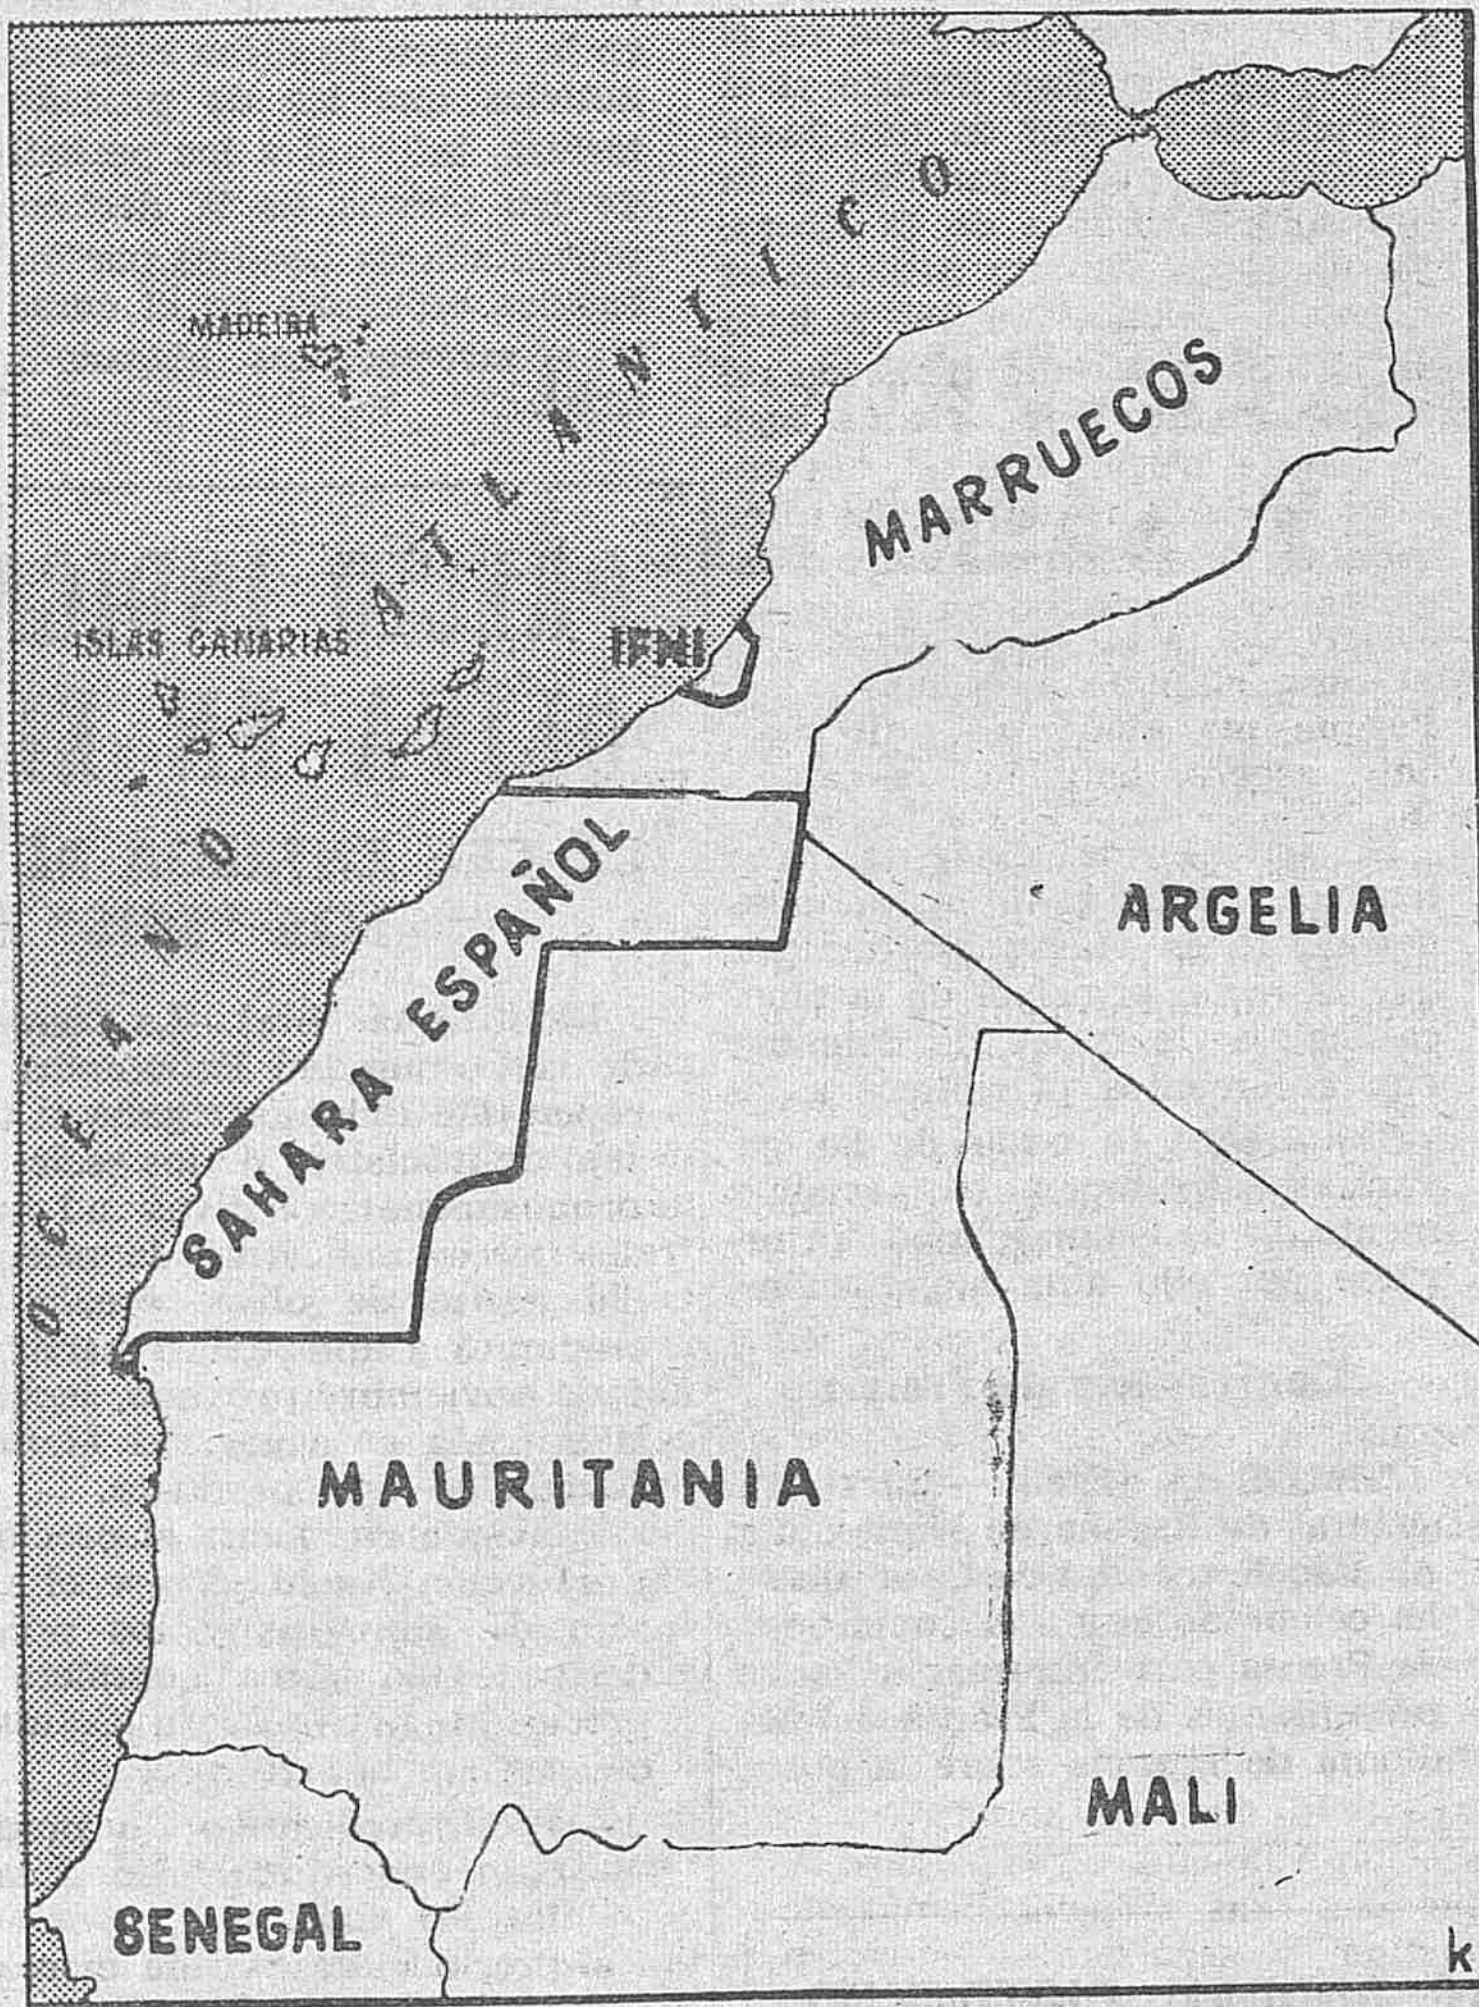 OCEANO ATLANTICO
MADEIRA
MARRUECOS
ISLAS CANARIAS
IFNI
SAHARA ESPAÑOL
ARGELIA
MAURITANIA
MALI
SENEGAL
k